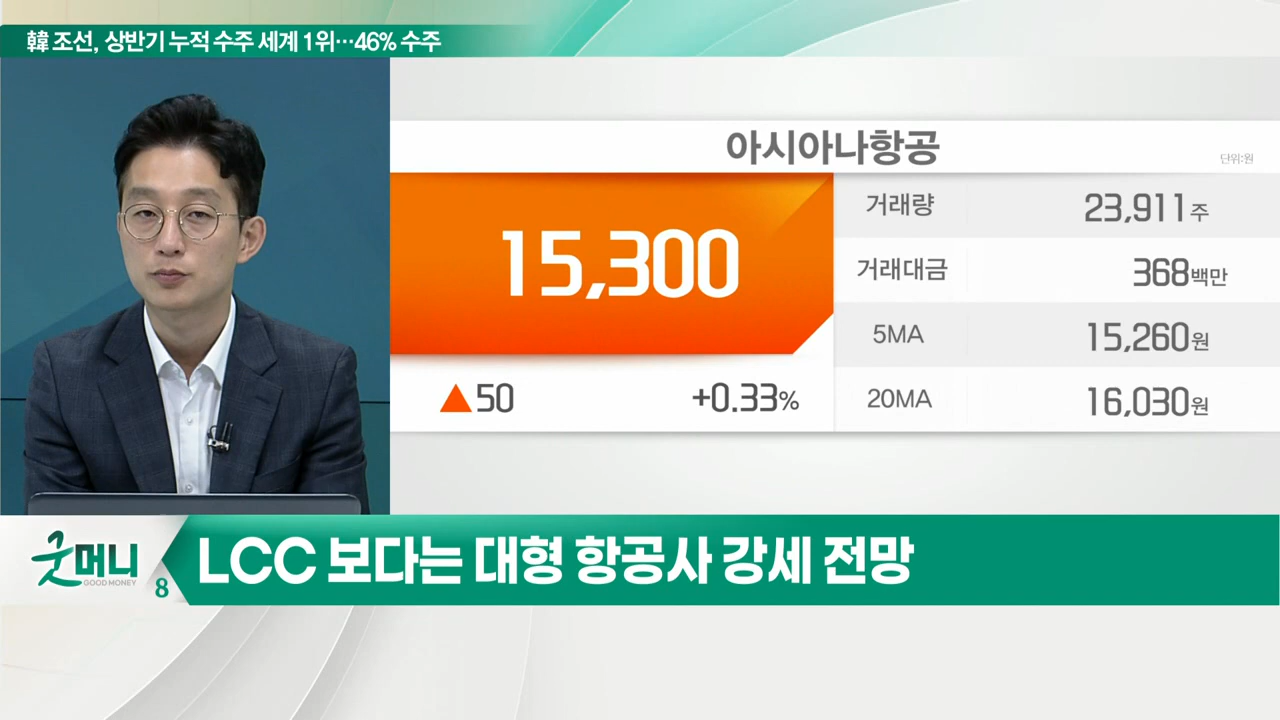 韓 조선, 상반기 누적 수주 세계 1위…46% 수주
아시아나항공
단위:원
15,300
▲50 +0.33%
거래량 23,911주
거래대금 368백만
5MA 15,260원
20MA 16,030원
굿머니
GOOD MONEY
8
LCC 보다는 대형 항공사 강세 전망